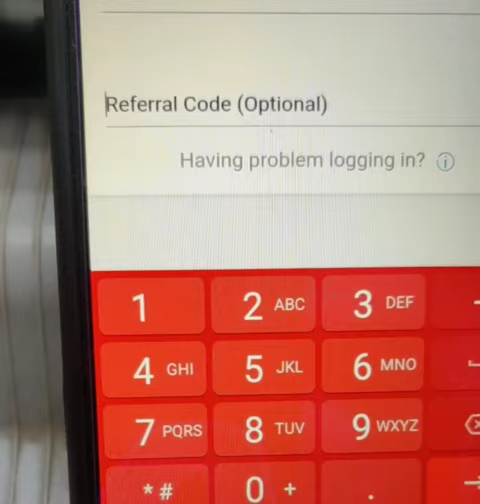 Referral Code (Optional)
Having problem logging in? ⓘ
1 2 ABC 3 DEF
4 GHI 5 JKL 6 MNO
7 PQRS 8 TUV 9 WXYZ
* # 0 + .